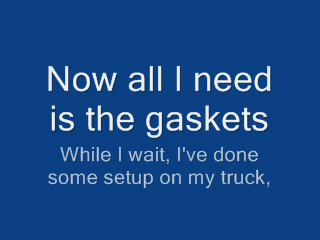 Now all I need
is the gaskets
While I wait, I've done
some setup on my truck,